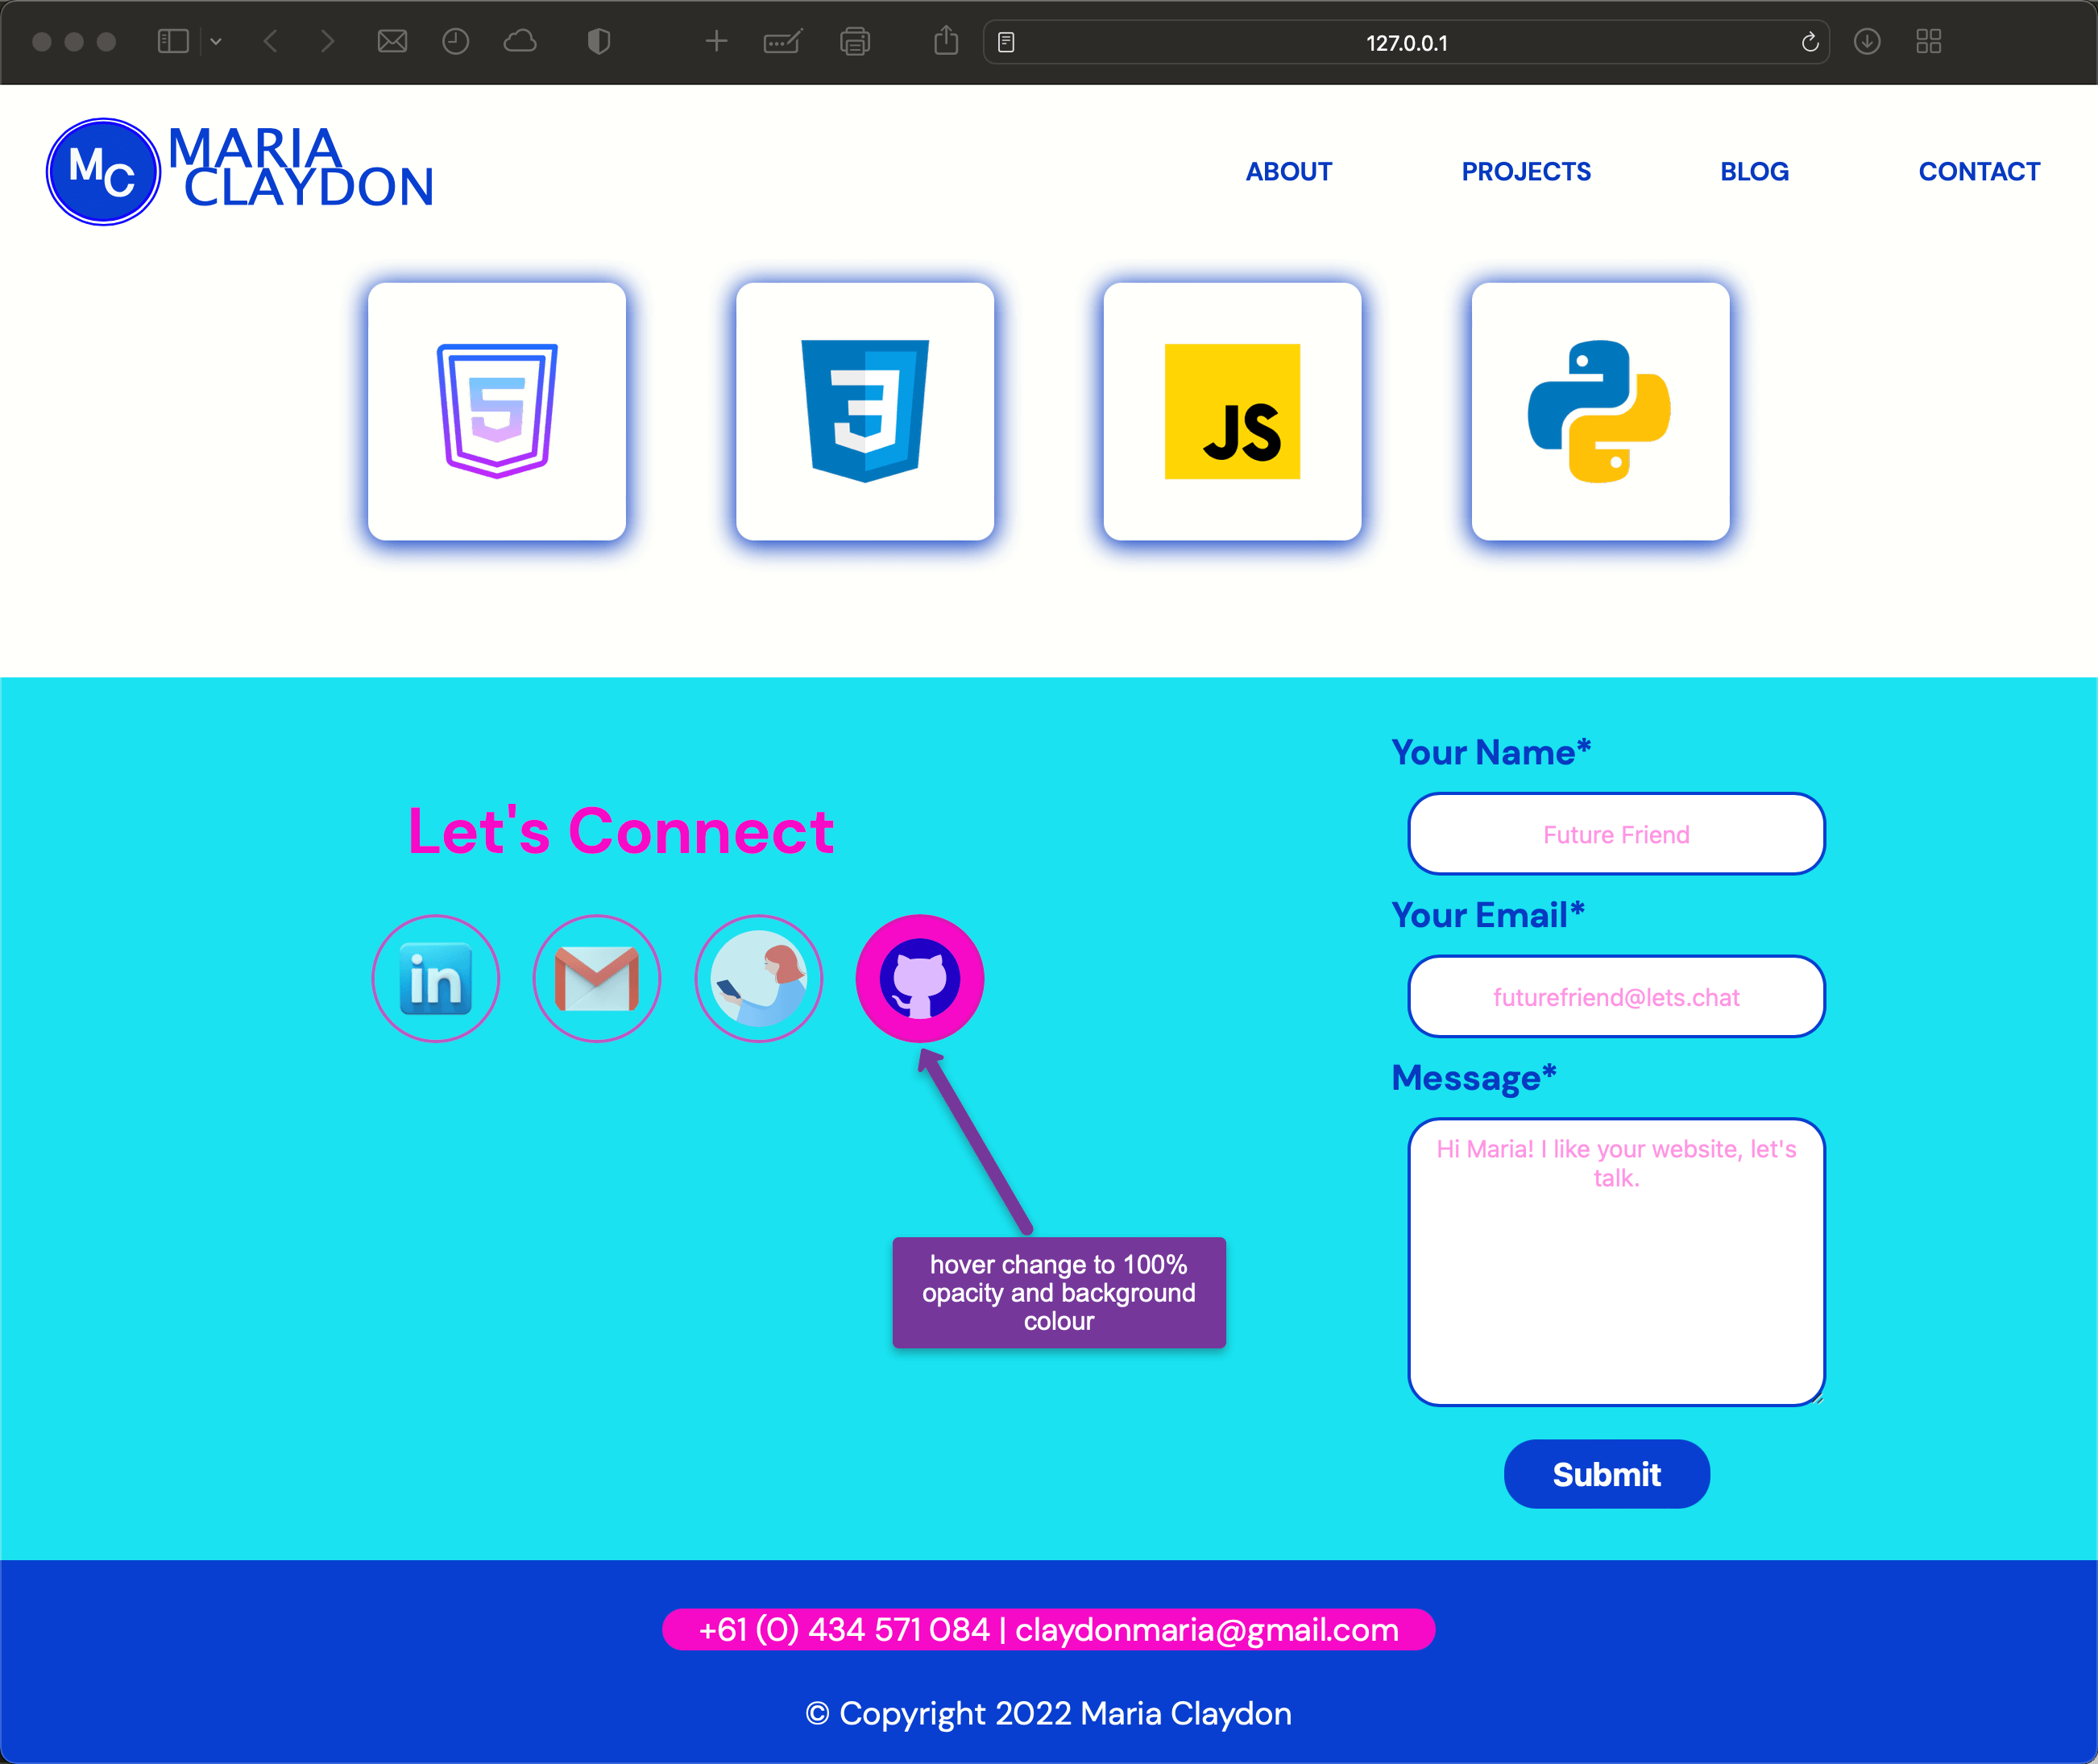 127.0.0.1
MC
MARIA
CLAYDON
ABOUT
PROJECTS
BLOG
CONTACT
5
3
JS
Let's Connect
in
hover change to 100%
opacity and background
colour
Your Name*
Future Friend
Your Email*
futurefriend@lets.chat
Message*
Hi Maria! I like your website, let's
talk.
Submit
+61 (0) 434 571 084 | claydonmaria@gmail.com
© Copyright 2022 Maria Claydon